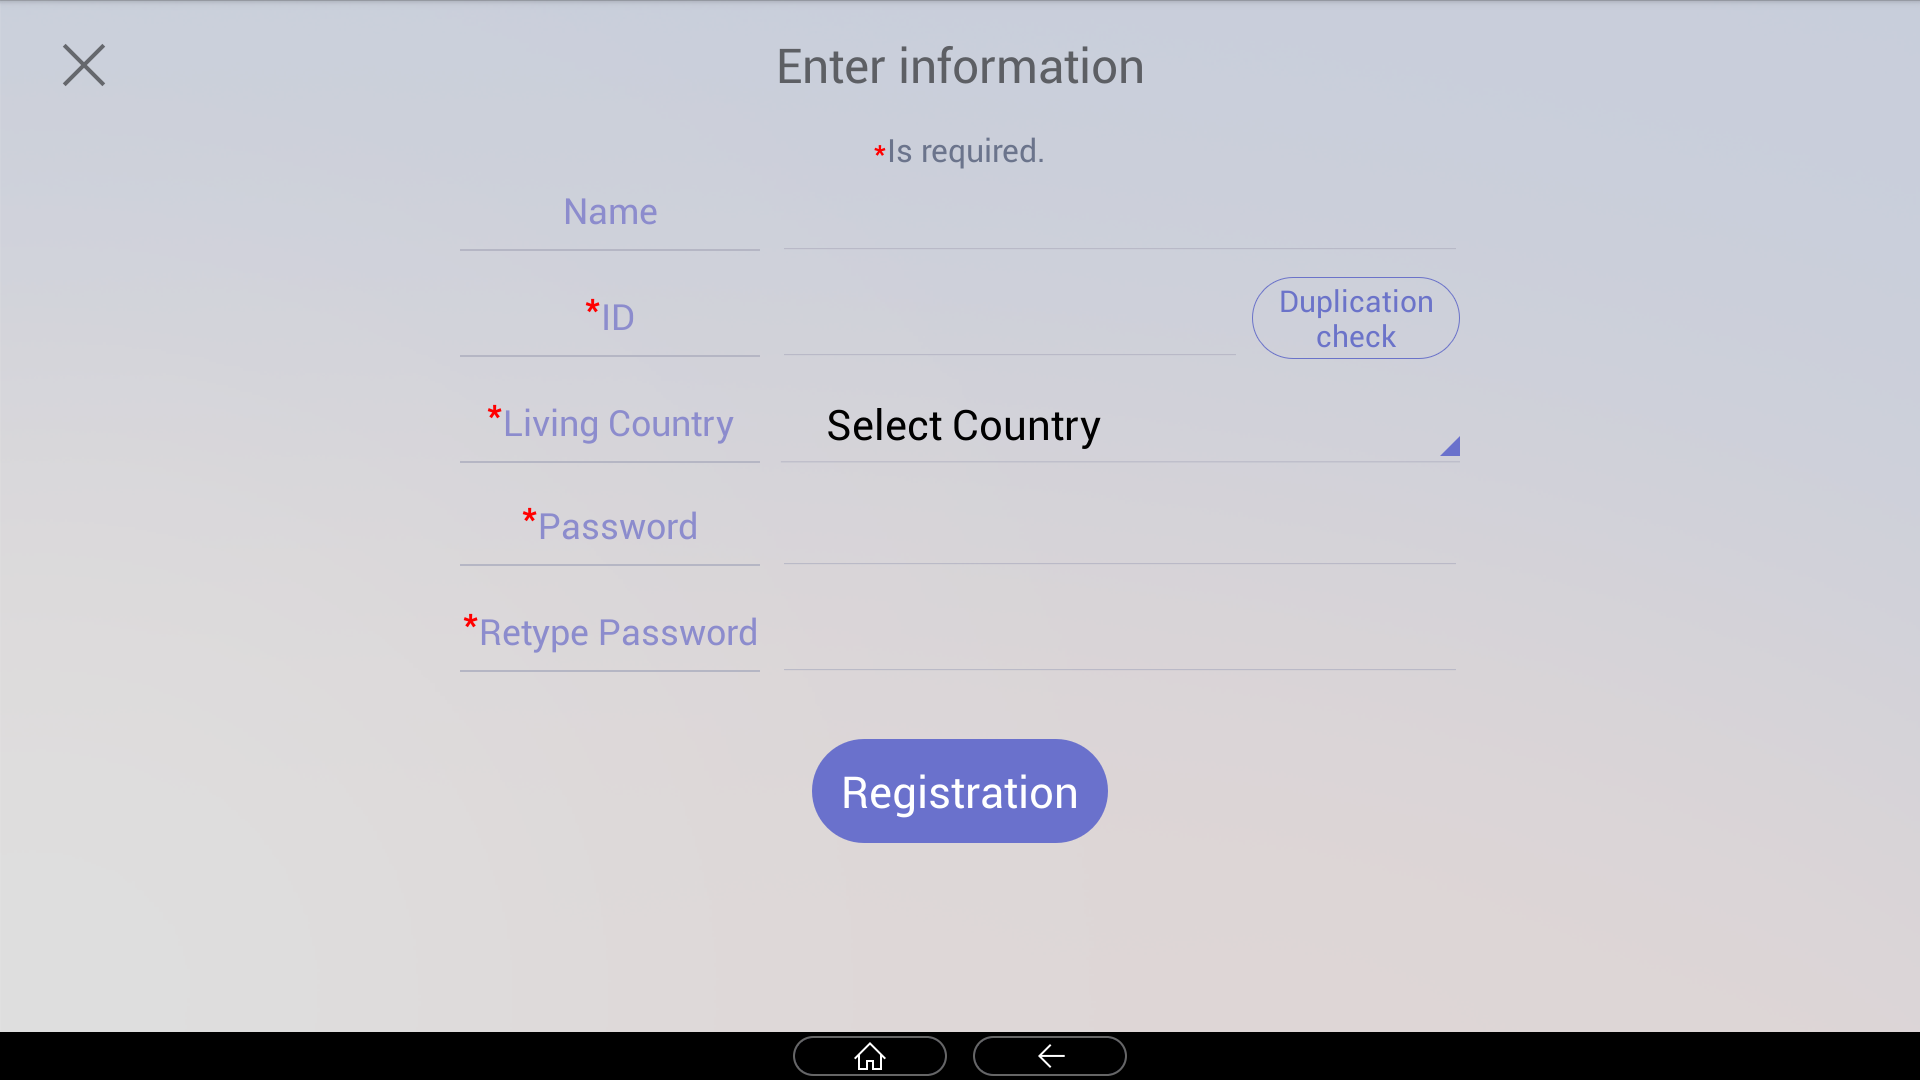 Enter information
*Is required.
Name
*ID
Duplication
check
*Living Country
Select Country
*Password
*Retype Password
Registration